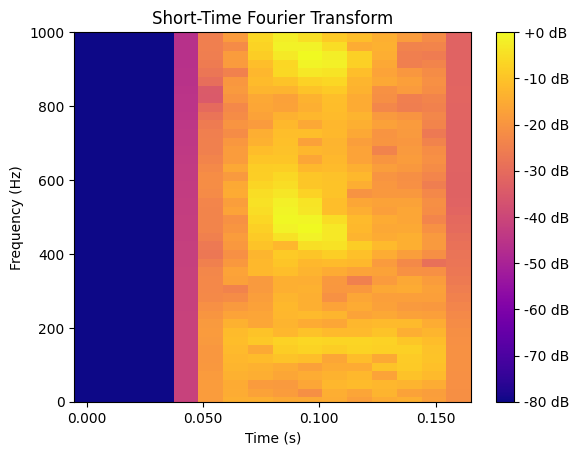 Short-Time Fourier Transform
1000
800
600
400
200
0
Frequency (Hz)
0.000
0.050
0.100
0.150
Time (s)
+0 dB
-10 dB
-20 dB
-30 dB
-40 dB
-50 dB
-60 dB
-70 dB
-80 dB